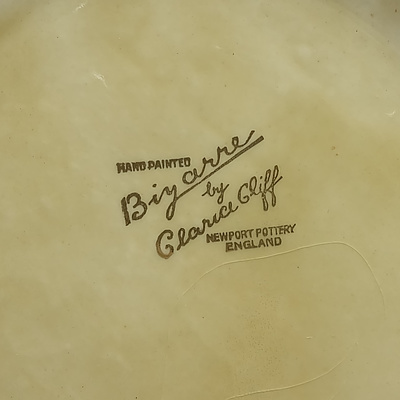 HAND PAINTED
Bizarre
by
Clarice Cliff
NEWPORT POTTERY
ENGLAND